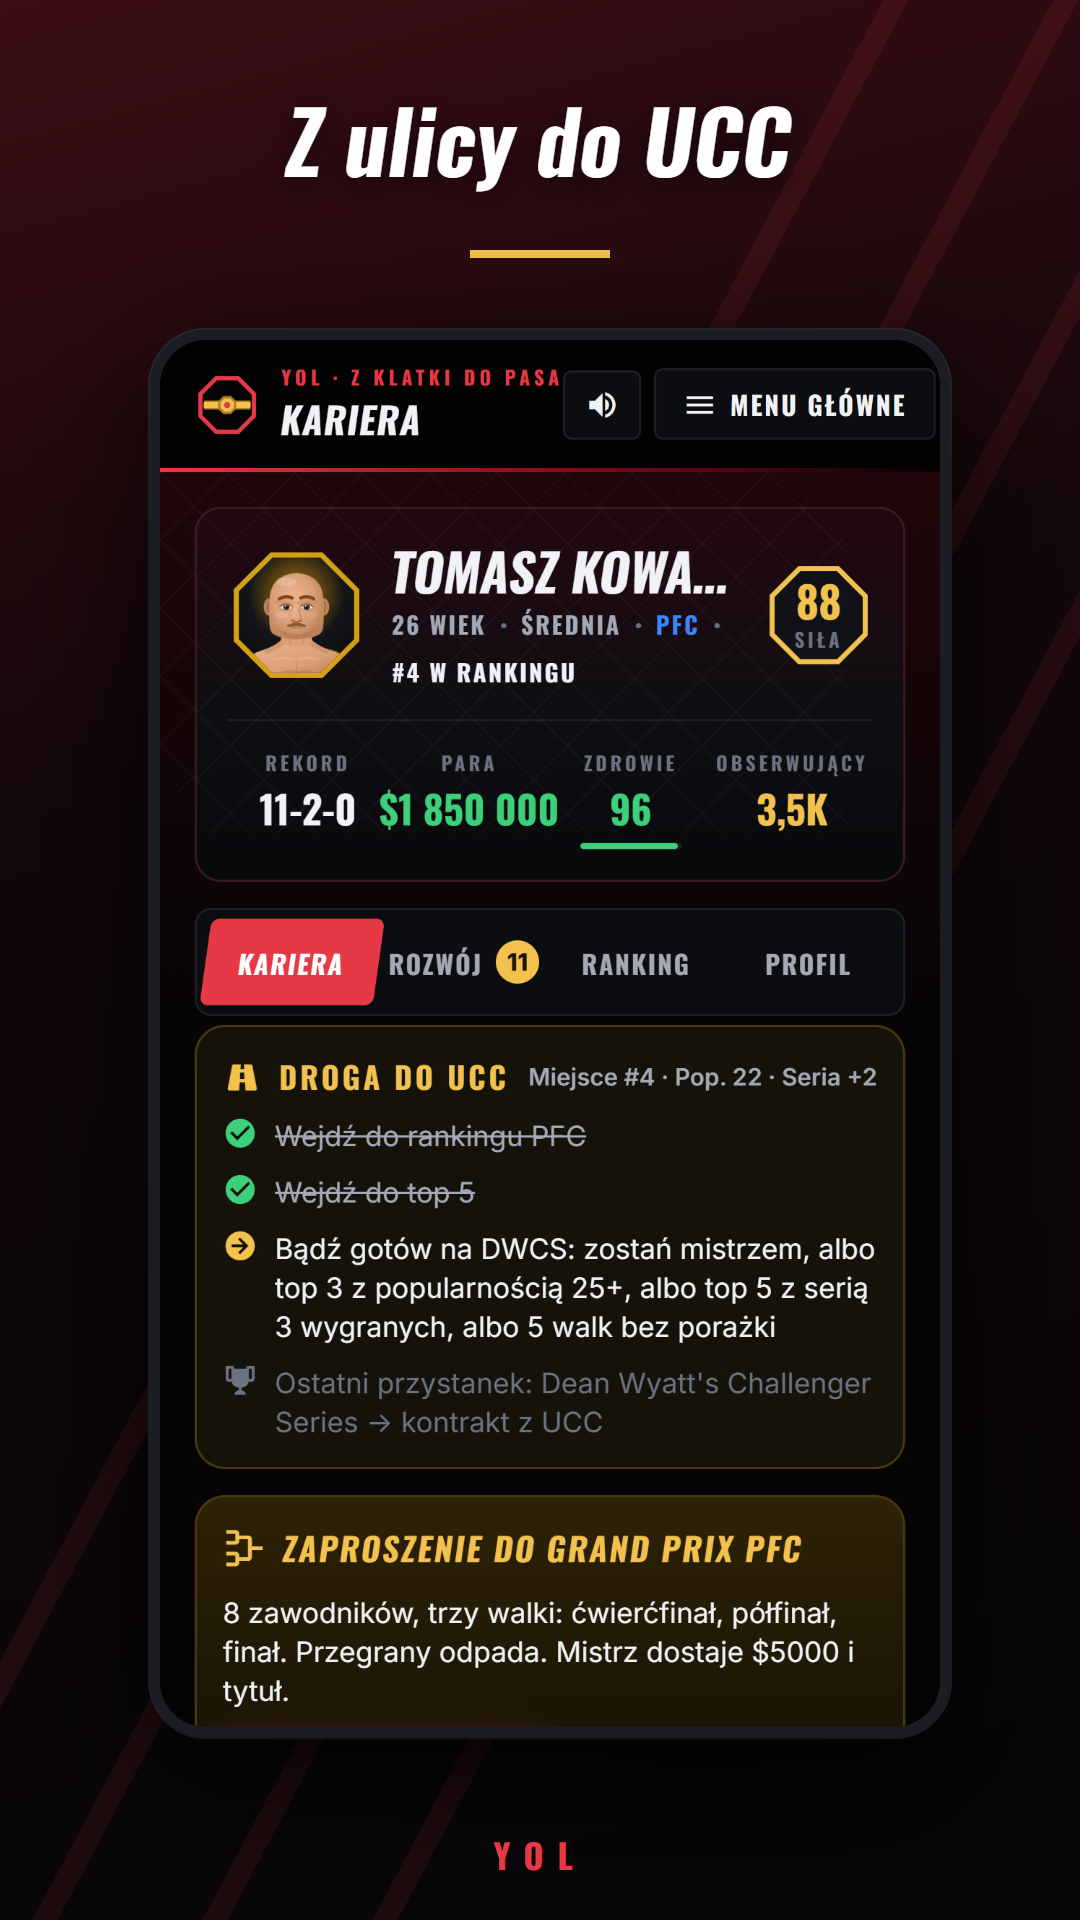 Z ulicy do UCC
YOL · Z KLATKI DO PASA
KARIERA
MENU GŁÓWNE
TOMASZ KOWA...
26 WIEK · ŚREDNIA · PFC ·
#4 W RANKINGU
88
SIŁA
REKORD
PARA
ZDROWIE
OBSERWUJĄCY
11-2-0
$1 850 000
96
3,5K
KARIERA
ROZWÓJ 11
RANKING
PROFIL
DROGA DO UCC
Miejsce #4 · Pop. 22 · Seria +2
Wejdź do rankingu PFC
Wejdź do top 5
Bądź gotów na DWCS: zostań mistrzem, albo
top 3 z popularnością 25+, albo top 5 z serią
3 wygranych, albo 5 walk bez porażki
Ostatni przystanek: Dean Wyatt's Challenger
Series → kontrakt z UCC
ZAPROSZENIE DO GRAND PRIX PFC
8 zawodników, trzy walki: ćwierćfinał, półfinał,
finał. Przegrany odpada. Mistrz dostaje $5000 i
tytuł.
YOL